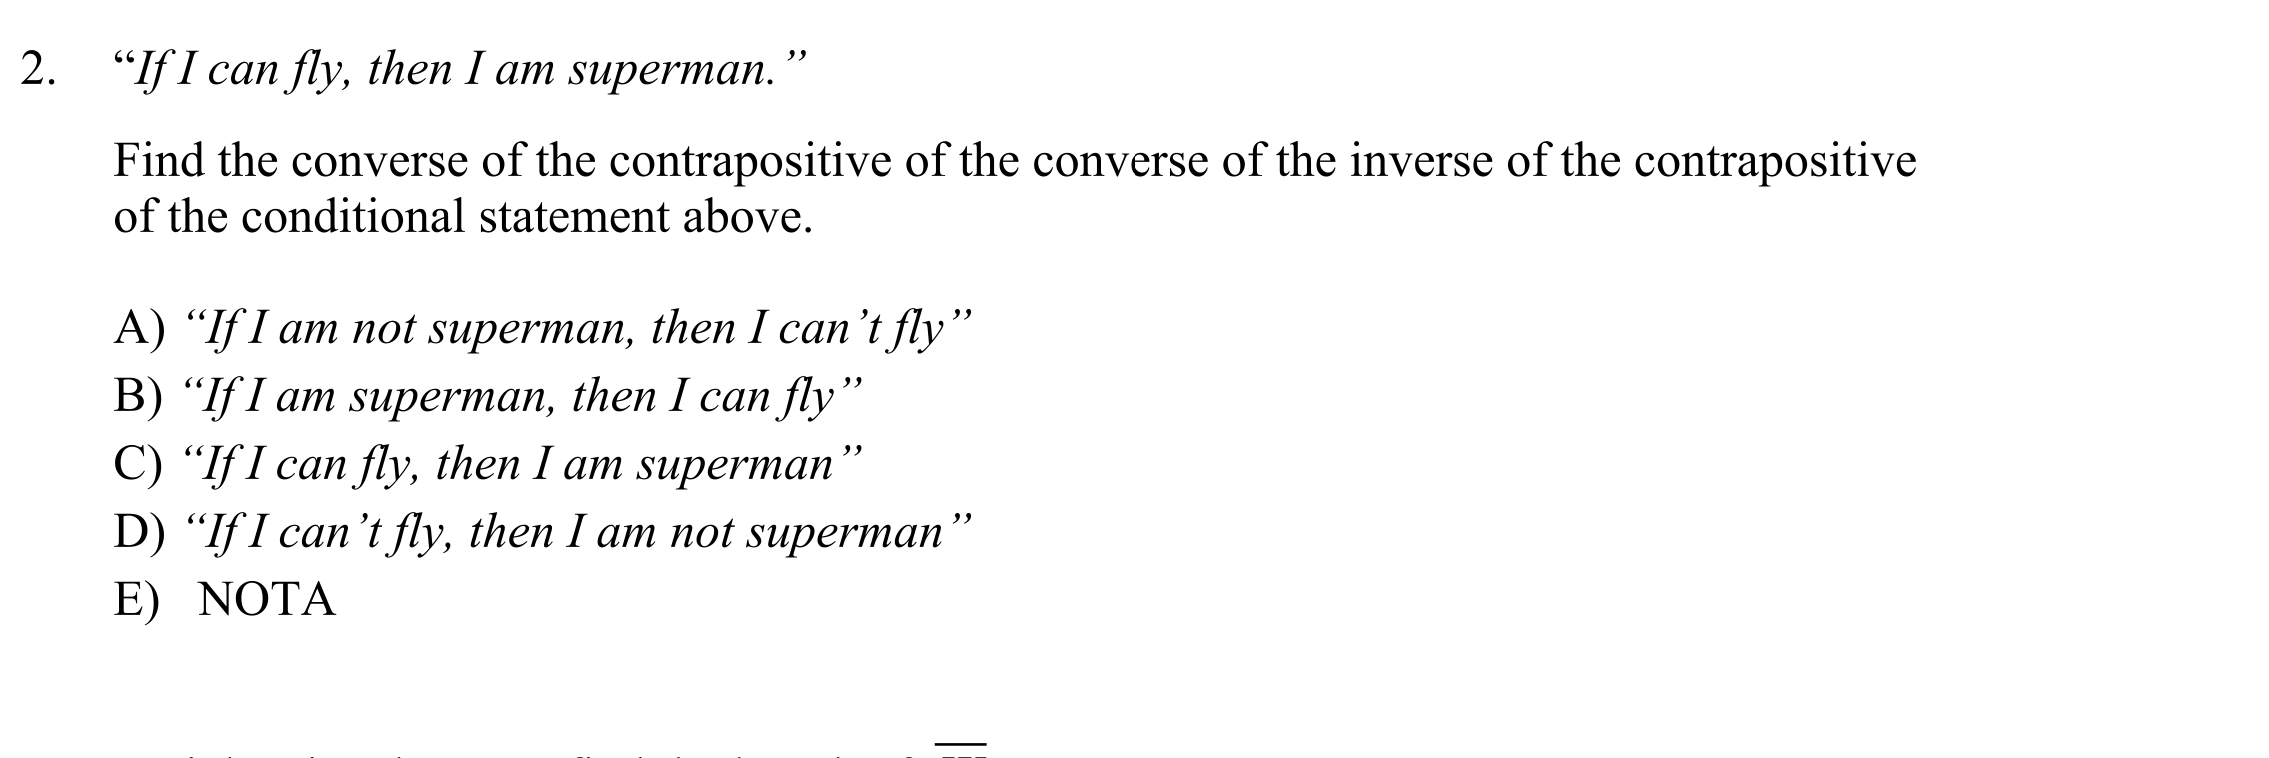 2. “If I can fly, then I am superman.”
Find the converse of the contrapositive of the converse of the inverse of the contrapositive
of the conditional statement above.
A) “If I am not superman, then I can’t fly”
B) “If I am superman, then I can fly”
C) “If I can fly, then I am superman”
D) “If I can’t fly, then I am not superman”
E) NOTA